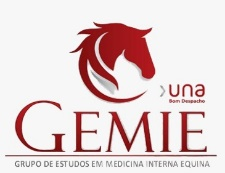 una
Bom Despacho
GEMIE
GRUPO DE ESTUDOS EM MEDICINA INTERNA EQUINA